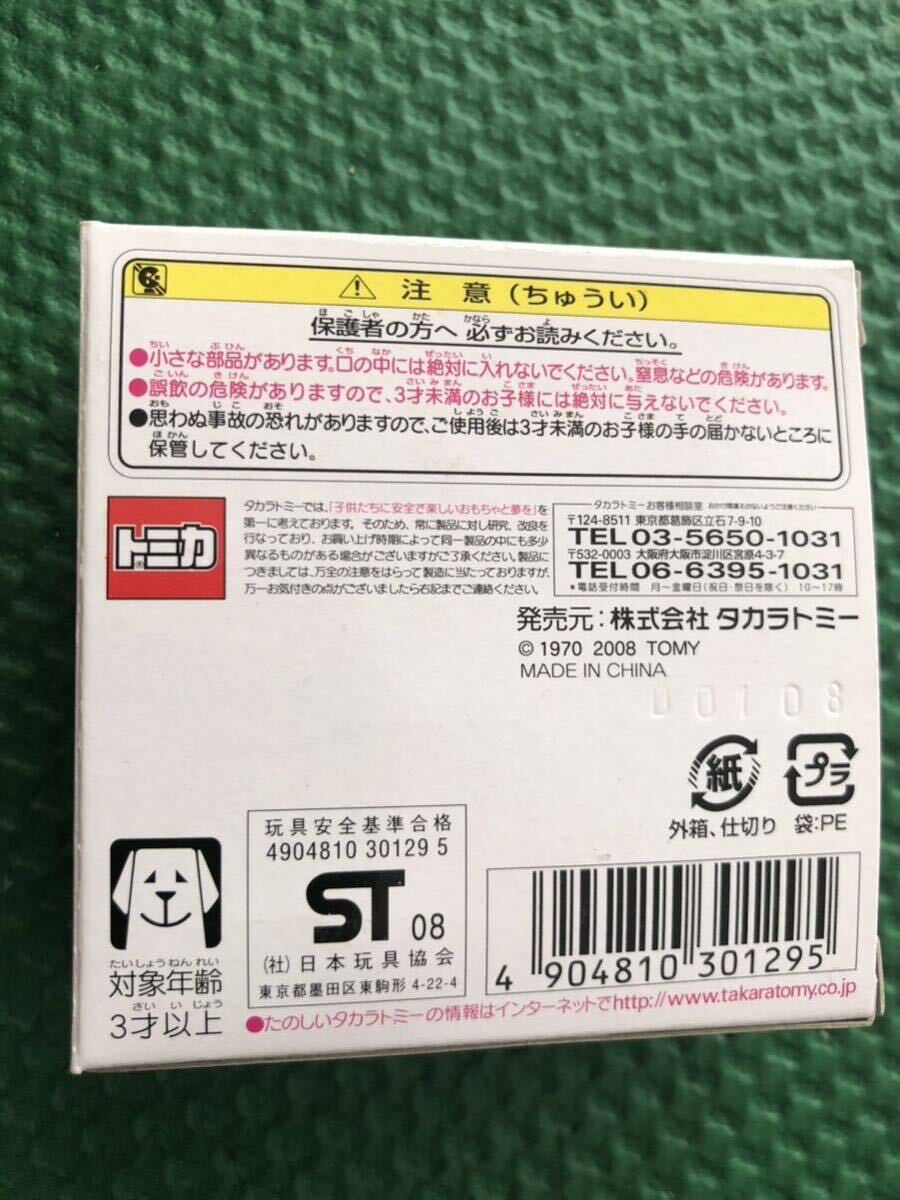 ⚠ 注意(ちゅうい)
保護者の方へ 必ずお読みください。
●小さな部品があります。口の中には絶対に入れないでください。窒息などの危険があります。
●誤飲の危険がありますので、3才未満のお子様には絶対に与えないでください。
●思わぬ事故の恐れがありますので、ご使用後は3才未満のお子様の手の届かないところに
保管してください。
トミカ®
タカラトミーでは、「子供たちに安全で楽しいおもちゃと夢を」を
第一に考えております。そのため、常に製品に対し研究、改良を
行なっており、お買い上げ時期によって同一製品の中にも多少
異なるものがある場合がございますがご了承ください。製品に
つきましては、万全の注意をはらって製造に当たっておりますが、
万一お気付きの点がございましたら右記までご連絡ください。
タカラトミーお客様相談室 おかけ間違えのないようご注意ください
〒124-8511 東京都葛飾区立石7-9-10
TEL 03-5650-1031
〒532-0003 大阪府大阪市淀川区宮原4-3-7
TEL 06-6395-1031
*電話受付時間 月〜金曜日(祝日・祭日を除く) 10〜17時
発売元:株式会社 タカラトミー
© 1970 2008 TOMY
MADE IN CHINA
D0108
紙
外箱、仕切り
プラ
袋:PE
玩具安全基準合格
4904810 30129 5
ST 08
(社)日本玩具協会
東京都墨田区東駒形 4-22-4
対象年齢
3才以上
4 904810 301295
●たのしいタカラトミーの情報はインターネットでhttp://www.takaratomy.co.jp